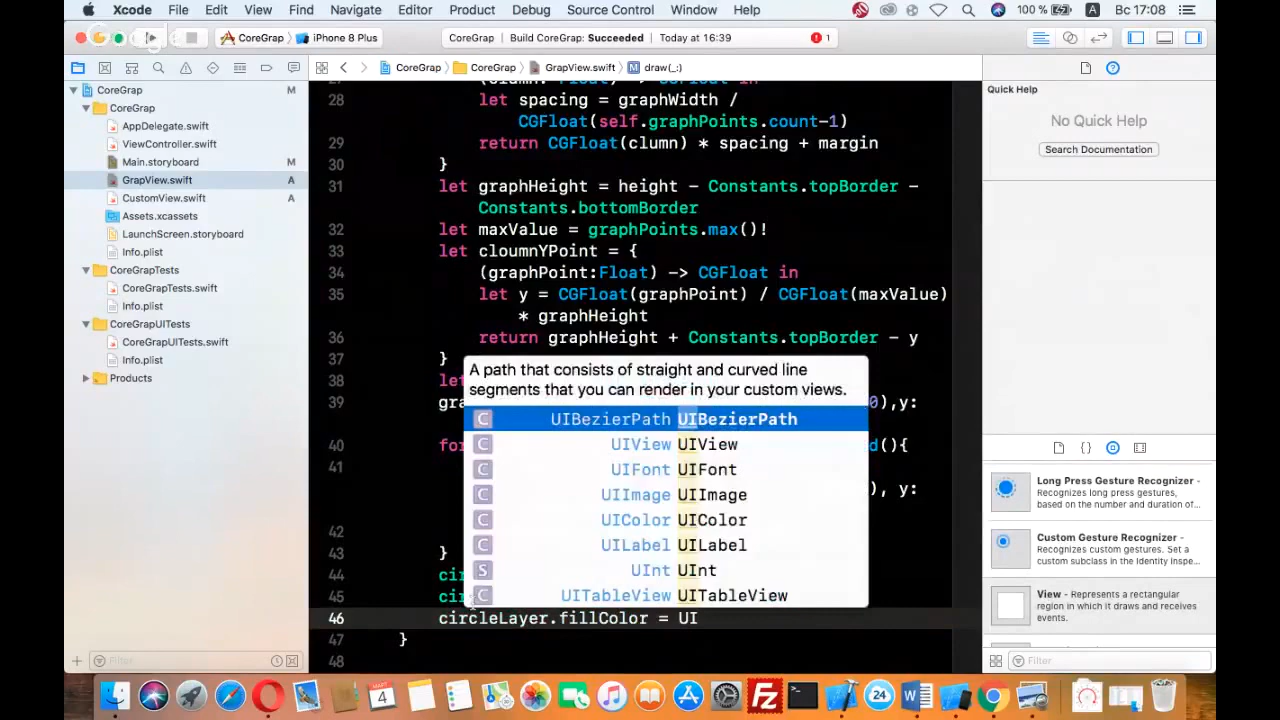 Xcode File Edit View Find Navigate Editor Product Debug Source Control Window Help 100 % A Вс 17:08
CoreGrap iPhone 8 Plus CoreGrap Build CoreGrap: Succeeded Today at 16:39 1
CoreGrap CoreGrap GrapView.swift M draw(_:)
CoreGrap M
CoreGrap
AppDelegate.swift
ViewController.swift
Main.storyboard M
GrapView.swift A
CustomView.swift A
Assets.xcassets
LaunchScreen.storyboard
Info.plist
CoreGrapTests
CoreGrapTests.swift
Info.plist
CoreGrapUITests
CoreGrapUITests.swift
Info.plist
Products
Filter
28 let spacing = graphWidth /
CGFloat(self.graphPoints.count-1)
29 return CGFloat(clumn) * spacing + margin
30 }
31 let graphHeight = height - Constants.topBorder -
Constants.bottomBorder
32 let maxValue = graphPoints.max()!
33 let cloumnYPoint = {
34 (graphPoint:Float) -> CGFloat in
35 let y = CGFloat(graphPoint) / CGFloat(maxValue)
* graphHeight
36 return graphHeight + Constants.topBorder - y
37 }
38 le
39 gra 0),y:
40 for d(){
41
), y:
42
43 }
44 cir
45 cir
46 circleLayer.fillColor = UI
47 }
48
A path that consists of straight and curved line
segments that you can render in your custom views.
C UIBezierPath UIBezierPath
C UIView UIView
C UIFont UIFont
C UIImage UIImage
C UIColor UIColor
C UILabel UILabel
S UInt UInt
C UITableView UITableView
Quick Help
No Quick Help
Search Documentation
Long Press Gesture Recognizer -
Recognizes long press gestures,
based on the number and duration of...
Custom Gesture Recognizer -
Recognizes custom gestures. Set a
custom subclass in the Identity Inspe...
View - Represents a rectangular
region in which it draws and receives
events.
Filter
МАРТ
4
24